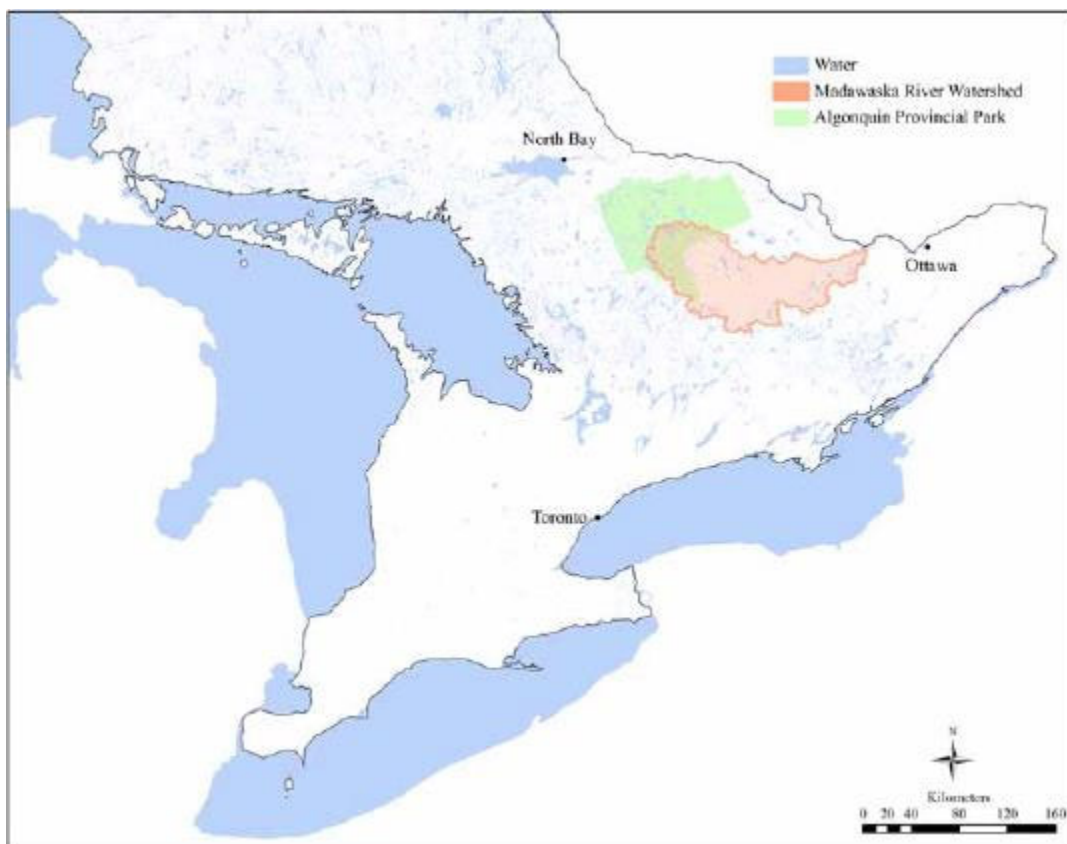 Water
Madawaska River Watershed
Algonquin Provincial Park
North Bay
Ottawa
Toronto
N
Kilometers
0 20 40 80 120 160